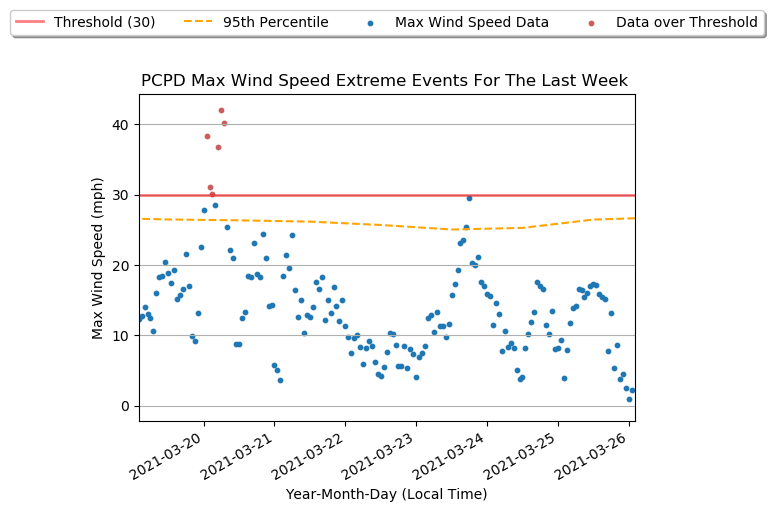 Threshold (30) 95th Percentile Max Wind Speed Data Data over Threshold
PCPD Max Wind Speed Extreme Events For The Last Week
Max Wind Speed (mph)
40
30
20
10
0
2021-03-20 2021-03-21 2021-03-22 2021-03-23 2021-03-24 2021-03-25 2021-03-26
Year-Month-Day (Local Time)